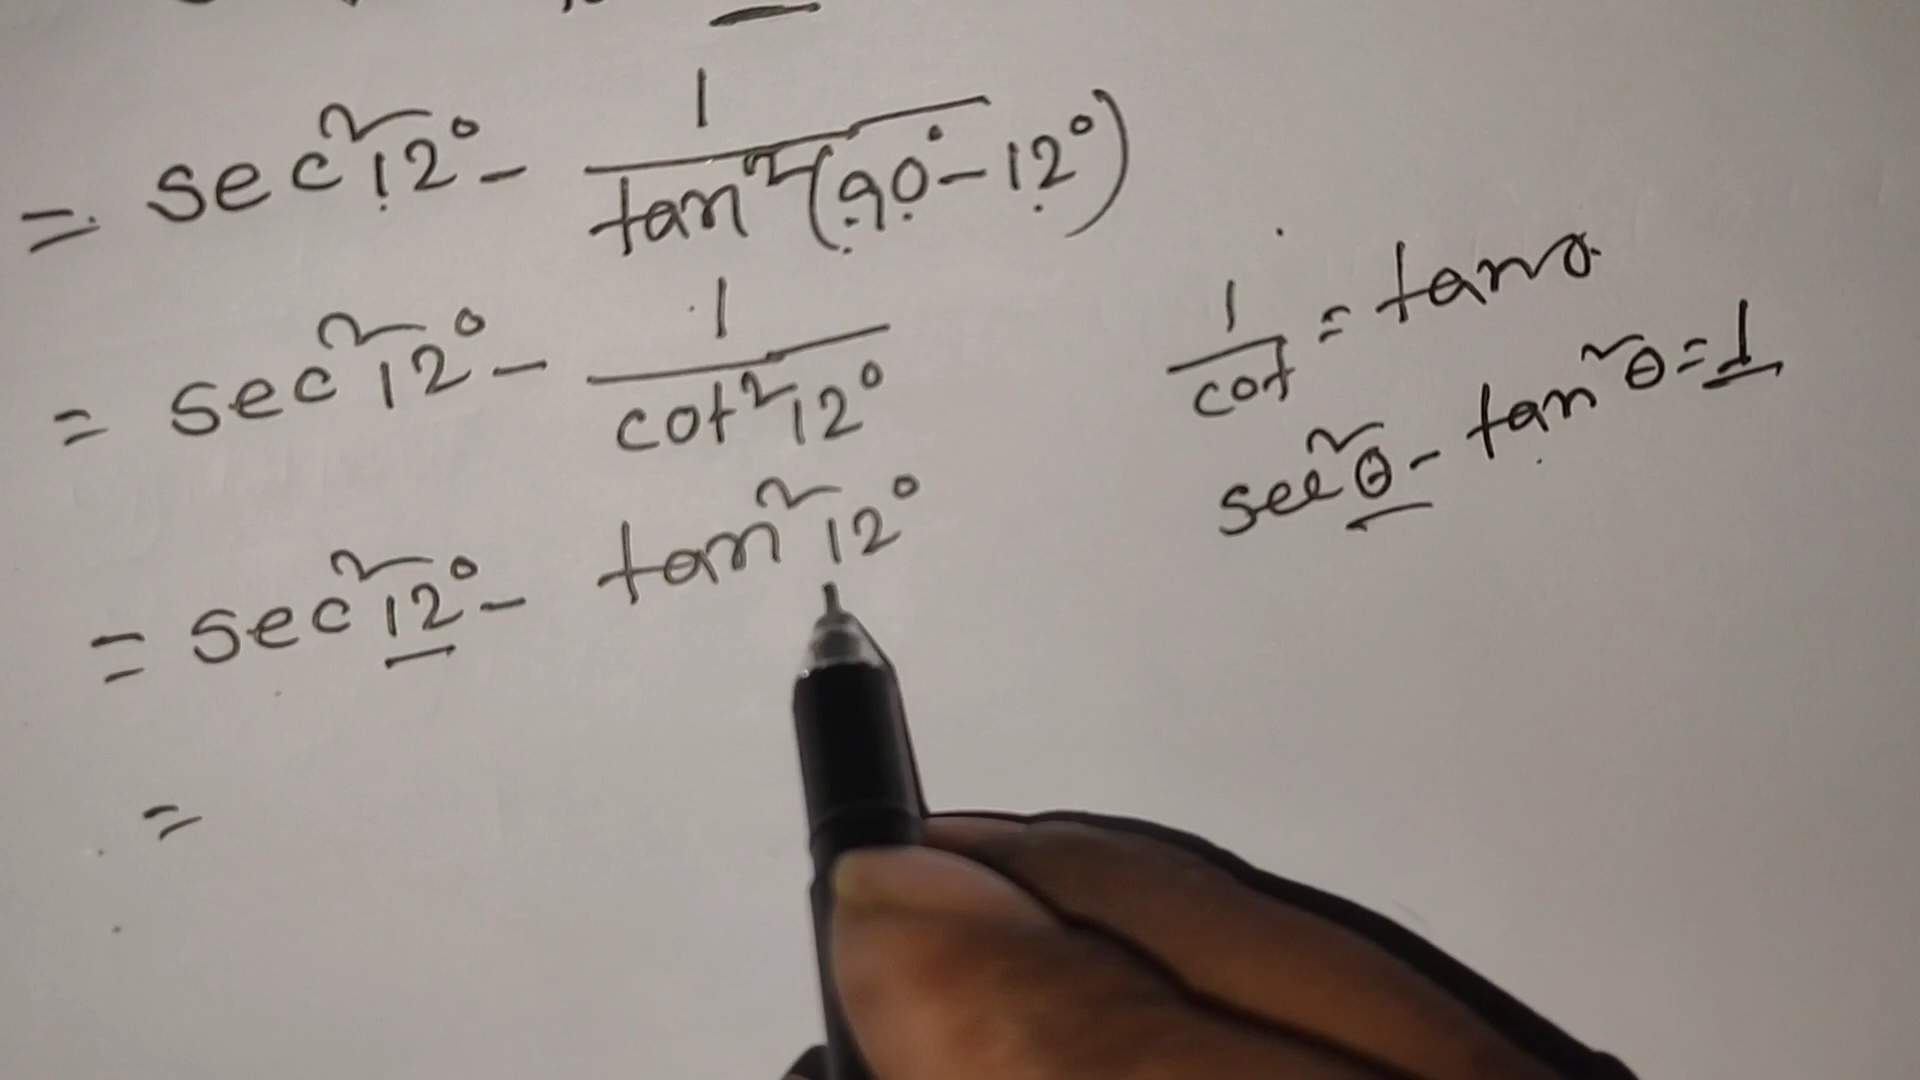 = sec²12° - 1/tan²(90° - 12°)
= sec²12° - 1/cot²12°
= sec²12° - tan²12°
=
1/cot = tanθ
sec²θ - tan²θ = 1